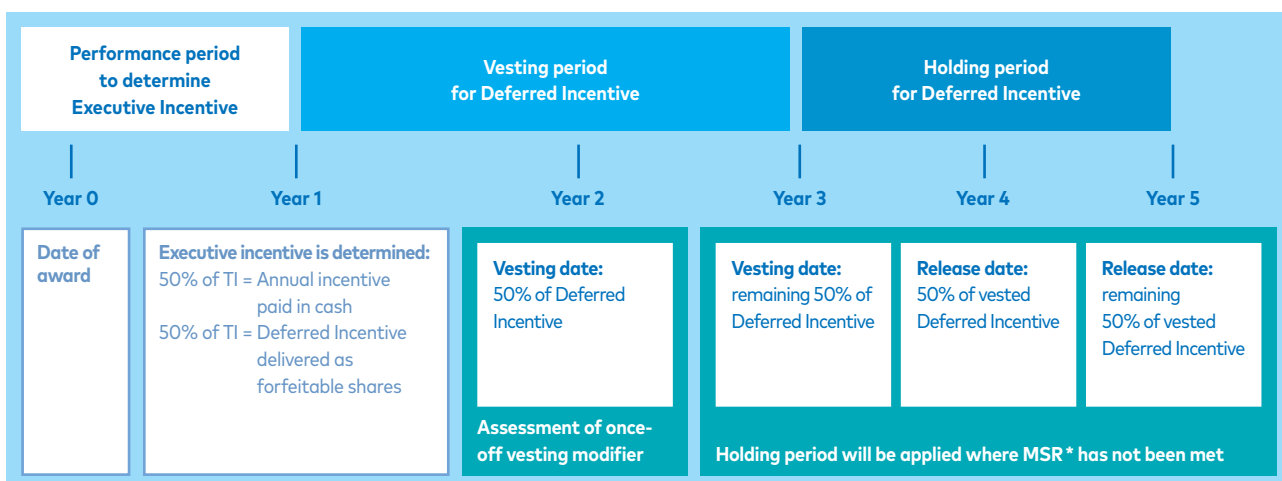 Performance period
to determine
Executive Incentive
Vesting period
for Deferred Incentive
Holding period
for Deferred Incentive
Year 0
Year 1
Year 2
Year 3
Year 4
Year 5
Date of
award
Executive incentive is determined:
50% of TI = Annual incentive
paid in cash
50% of TI = Deferred Incentive
delivered as
forfeitable shares
Vesting date:
50% of Deferred
Incentive
Assessment of once-
off vesting modifier
Vesting date:
remaining 50% of
Deferred Incentive
Release date:
50% of vested
Deferred Incentive
Release date:
remaining
50% of vested
Deferred Incentive
Holding period will be applied where MSR* has not been met